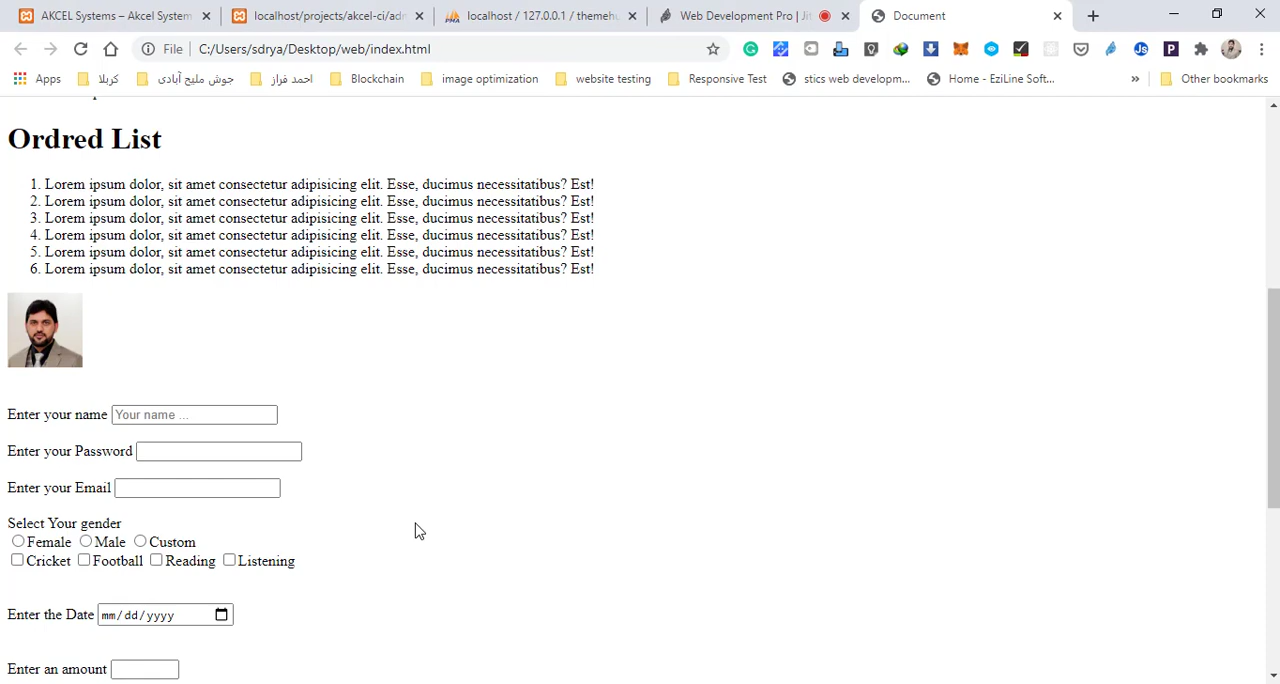 AKCEL Systems – Akcel System
localhost/projects/akcel-ci/adm
localhost / 127.0.0.1 / themehu
Web Development Pro | Jit
Document
File
C:/Users/sdrya/Desktop/web/index.html
Apps
کربلا
جوش ملیح آبادی
احمد فراز
Blockchain
image optimization
website testing
Responsive Test
stics web developm...
Home - EziLine Soft...
»
Other bookmarks
Ordred List
1. Lorem ipsum dolor, sit amet consectetur adipisicing elit. Esse, ducimus necessitatibus? Est!
2. Lorem ipsum dolor, sit amet consectetur adipisicing elit. Esse, ducimus necessitatibus? Est!
3. Lorem ipsum dolor, sit amet consectetur adipisicing elit. Esse, ducimus necessitatibus? Est!
4. Lorem ipsum dolor, sit amet consectetur adipisicing elit. Esse, ducimus necessitatibus? Est!
5. Lorem ipsum dolor, sit amet consectetur adipisicing elit. Esse, ducimus necessitatibus? Est!
6. Lorem ipsum dolor, sit amet consectetur adipisicing elit. Esse, ducimus necessitatibus? Est!
Enter your name Your name ...
Enter your Password
Enter your Email
Select Your gender
Female Male Custom
Cricket Football Reading Listening
Enter the Date mm/dd/yyyy
Enter an amount